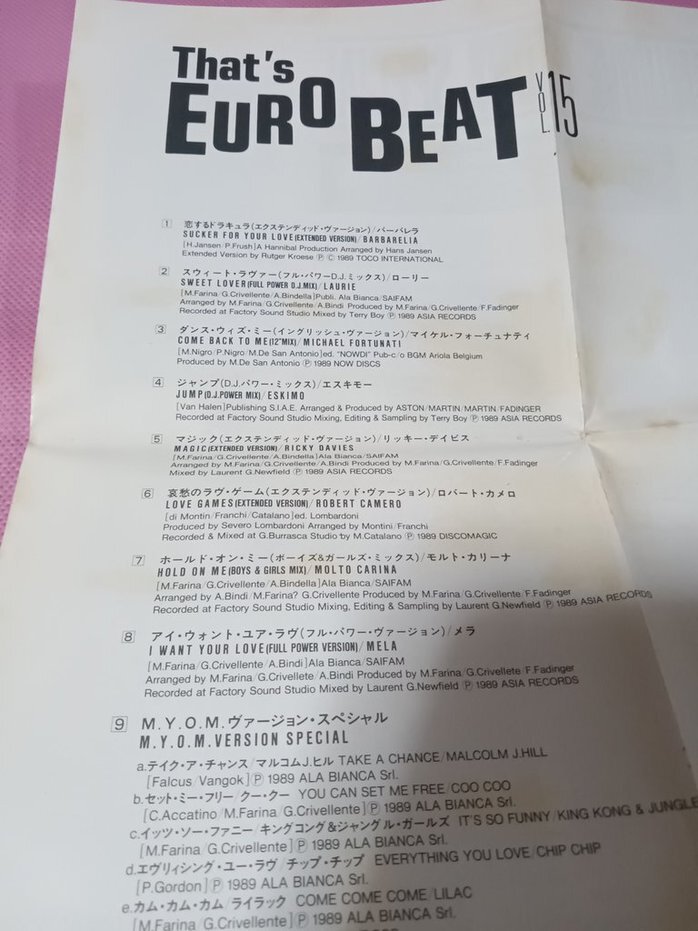 That's
EURO BEAT VOL. 15
1 恋するドラキュラ(エクステンディッド・ヴァージョン)/バーバレラ
SUCKER FOR YOUR LOVE(EXTENDED VERSION)/BARBARELIA
[H.Jansen/P.Frush]A Hannibal Production Arranged by Hans Jansen
Extended Version by Rutger Kroese Ⓟ Ⓒ 1989 TOCO INTERNATIONAL
2 スウィート・ラヴァー(フル・パワーD.J.ミックス)/ローリー
SWEET LOVER(FULL POWER D.J.MIX)/LAURIE
[M.Farina/G.Crivellente/A.Bindella]Publi. Ala Bianca/SAIFAM
Arranged by M.Farina/G.Crivellente/A.Bindi Produced by M.Farina/G.Crivellente/F.Fadinger
Recorded at Factory Sound Studio Mixed by Terry Boy Ⓟ 1989 ASIA RECORDS
3 ダンス・ウィズ・ミー(イングリッシュ・ヴァージョン)/マイケル・フォーチュナティ
COME BACK TO ME(12"MIX)/MICHAEL FORTUNATI
[M.Nigro/P.Nigro/M.De San Antonio]ed. "NOWDI" Pub-c/o BGM Ariola Belgium
Produced by M.De San Antonio Ⓟ 1989 NOW DISCS
4 ジャンプ(D.J.パワー・ミックス)/エスキモー
JUMP(D.J.POWER MIX)/ESKIMO
[Van Halen]Publishing S.I.A.E. Arranged & Produced by ASTON/MARTIN/MARTIN/FADINGER
Recorded at Factory Sound Studio Mixing, Editing & Sampling by Terry Boy Ⓟ 1989 ASIA RECORDS
5 マジック(エクステンディッド・ヴァージョン)/リッキー・デイビス
MAGIC(EXTENDED VERSION)/RICKY DAVIES
[M.Farina/G.Crivellente/A.Bindella]Ala Bianca/SAIFAM
Arranged by M.Farina/G.Crivellente/A.Bindi Produced by M.Farina/G.Crivellente/F.Fadinger
Mixed by Laurent G.Newfield Ⓟ 1989 ASIA RECORDS
6 哀愁のラヴ・ゲーム(エクステンディッド・ヴァージョン)/ロバート・カメロ
LOVE GAMES(EXTENDED VERSION)/ROBERT CAMERO
[di Montin/Franchi/Catalano]ed. Lombardoni
Produced by Severo Lombardoni Arranged by Montini/Franchi
Recorded & Mixed at G.Burrasca Studio by M.Catalano Ⓟ 1989 DISCOMAGIC
7 ホールド・オン・ミー(ボーイズ&ガールズ・ミックス)/モルト・カリーナ
HOLD ON ME(BOYS & GIRLS MIX)/MOLTO CARINA
[M.Farina/G.Crivellente/A.Bindella]Ala Bianca/SAIFAM
Arranged by A.Bindi/M.Farina? G.Crivellente Produced by M.Farina/G.Crivellente/F.Fadinger
Recorded at Factory Sound Studio Mixing, Editing & Sampling by Laurent G.Newfield Ⓟ 1989 ASIA RECORDS
8 アイ・ウォント・ユア・ラヴ(フル・パワー・ヴァージョン)/メラ
I WANT YOUR LOVE(FULL POWER VERSION)/MELA
[M.Farina/G.Crivellente/A.Bindi]Ala Bianca/SAIFAM
Arranged by M.Farina/G.Crivellete/A.Bindi Produced by M.Farina/G.Crivellete/F.Fadinger
Recorded at Factory Sound Studio Mixed by Laurent G.Newfield Ⓟ 1989 ASIA RECORDS
9 M.Y.O.M.ヴァージョン・スペシャル
M.Y.O.M.VERSION SPECIAL
a.テイク・ア・チャンス/マルコムJ.ヒル TAKE A CHANCE/MALCOLM J.HILL
[Falcus/Vangok]Ⓟ 1989 ALA BIANCA Srl.
b.セット・ミー・フリー/クー・クー YOU CAN SET ME FREE/COO COO
[C.Accatino/M.Farina/G.Crivellente]Ⓟ 1989 ALA BIANCA Srl.
c.イッツ・ソー・ファニー/キングコング&ジャングル・ガールズ IT'S SO FUNNY/KING KONG & JUNGLE
[M.Farina/G.Crivellente]Ⓟ 1989 ALA BIANCA Srl.
d.エヴリィシング・ユー・ラヴ/チップ・チップ EVERYTHING YOU LOVE/CHIP CHIP
[P.Gordon]Ⓟ 1989 ALA BIANCA Srl.
e.カム・カム・カム/ライラック COME COME COME/LILAC
[M.Farina/G.Crivellente]Ⓟ 1989 ALA BIANCA Srl.